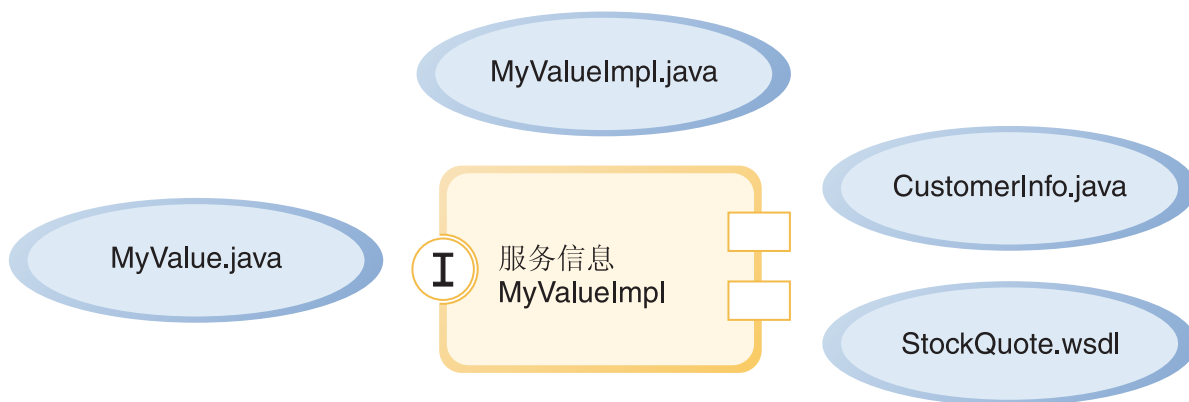 MyValueImpl.java
CustomerInfo.java
MyValue.java
I
服务信息
MyValueImpl
StockQuote.wsdl